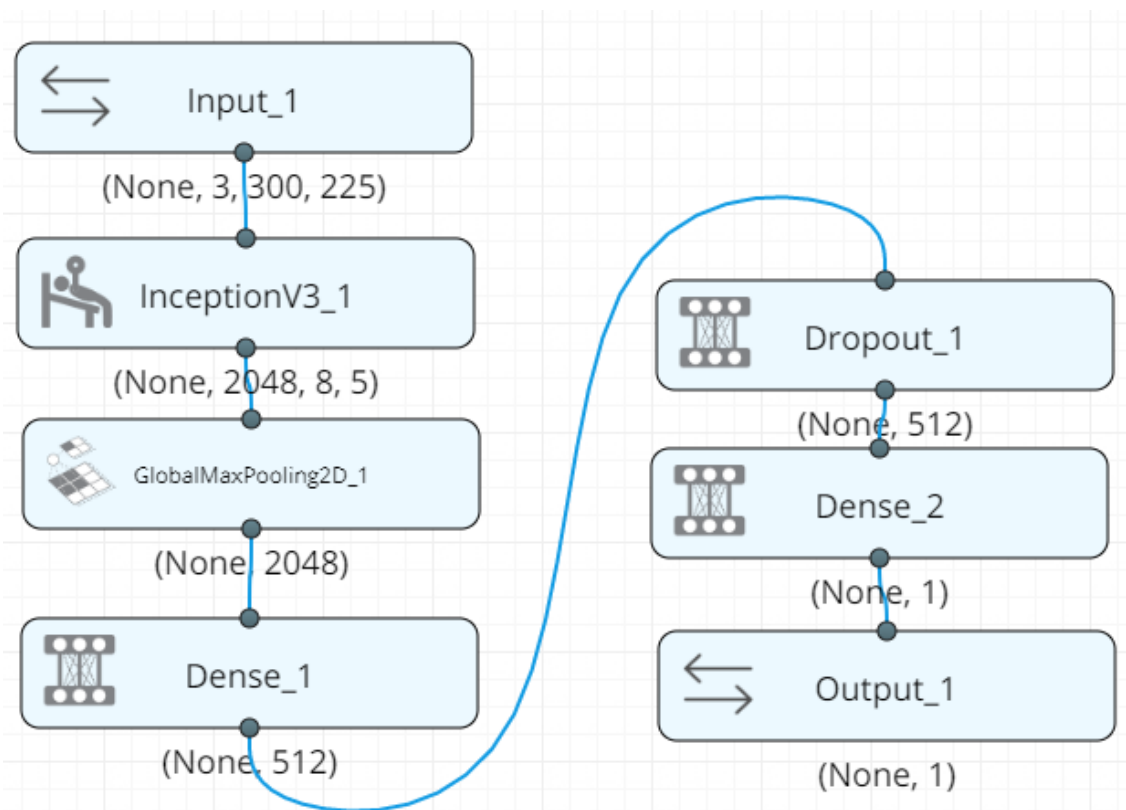 Input_1
(None, 3, 300, 225)
InceptionV3_1
(None, 2048, 8, 5)
GlobalMaxPooling2D_1
(None, 2048)
Dense_1
(None, 512)
Dropout_1
(None, 512)
Dense_2
(None, 1)
Output_1
(None, 1)